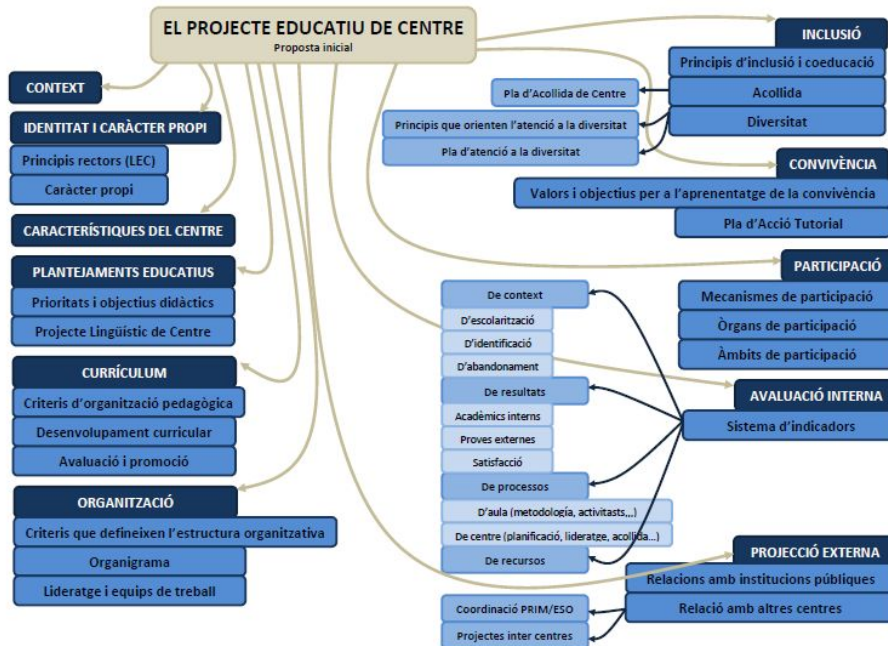 EL PROJECTE EDUCATIU DE CENTRE
Proposta inicial
CONTEXT
IDENTITAT I CARÀCTER PROPI
Principis rectors (LEC)
Caràcter propi
CARACTERÍSTIQUES DEL CENTRE
PLANTEJAMENTS EDUCATIUS
Prioritats i objectius didàctics
Projecte Lingüístic de Centre
CURRÍCULUM
Criteris d'organització pedagògica
Desenvolupament curricular
Avaluació i promoció
ORGANITZACIÓ
Criteris que defineixen l'estructura organitzativa
Organigrama
Lideratge i equips de treball
INCLUSIÓ
Principis d'inclusió i coeducació
Acollida
Diversitat
Pla d'Acollida de Centre
Principis que orienten l'atenció a la diversitat
Pla d'atenció a la diversitat
CONVIVÈNCIA
Valors i objectius per a l'aprenentatge de la convivència
Pla d'Acció Tutorial
PARTICIPACIÓ
Mecanismes de participació
Òrgans de participació
Àmbits de participació
AVALUACIÓ INTERNA
Sistema d'indicadors
De context
D'escolarització
D'identificació
D'abandonament
De resultats
Acadèmics interns
Proves externes
Satisfacció
De processos
D'aula (metodología, activitasts,,,)
De centre (planificació, lideratge, acollida...)
De recursos
PROJECCIÓ EXTERNA
Relacions amb institucions públiques
Relació amb altres centres
Coordinació PRIM/ESO
Projectes inter centres